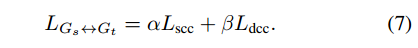 L_{G_s↔G_t} = αL_{scc} + βL_{dcc}. (7)